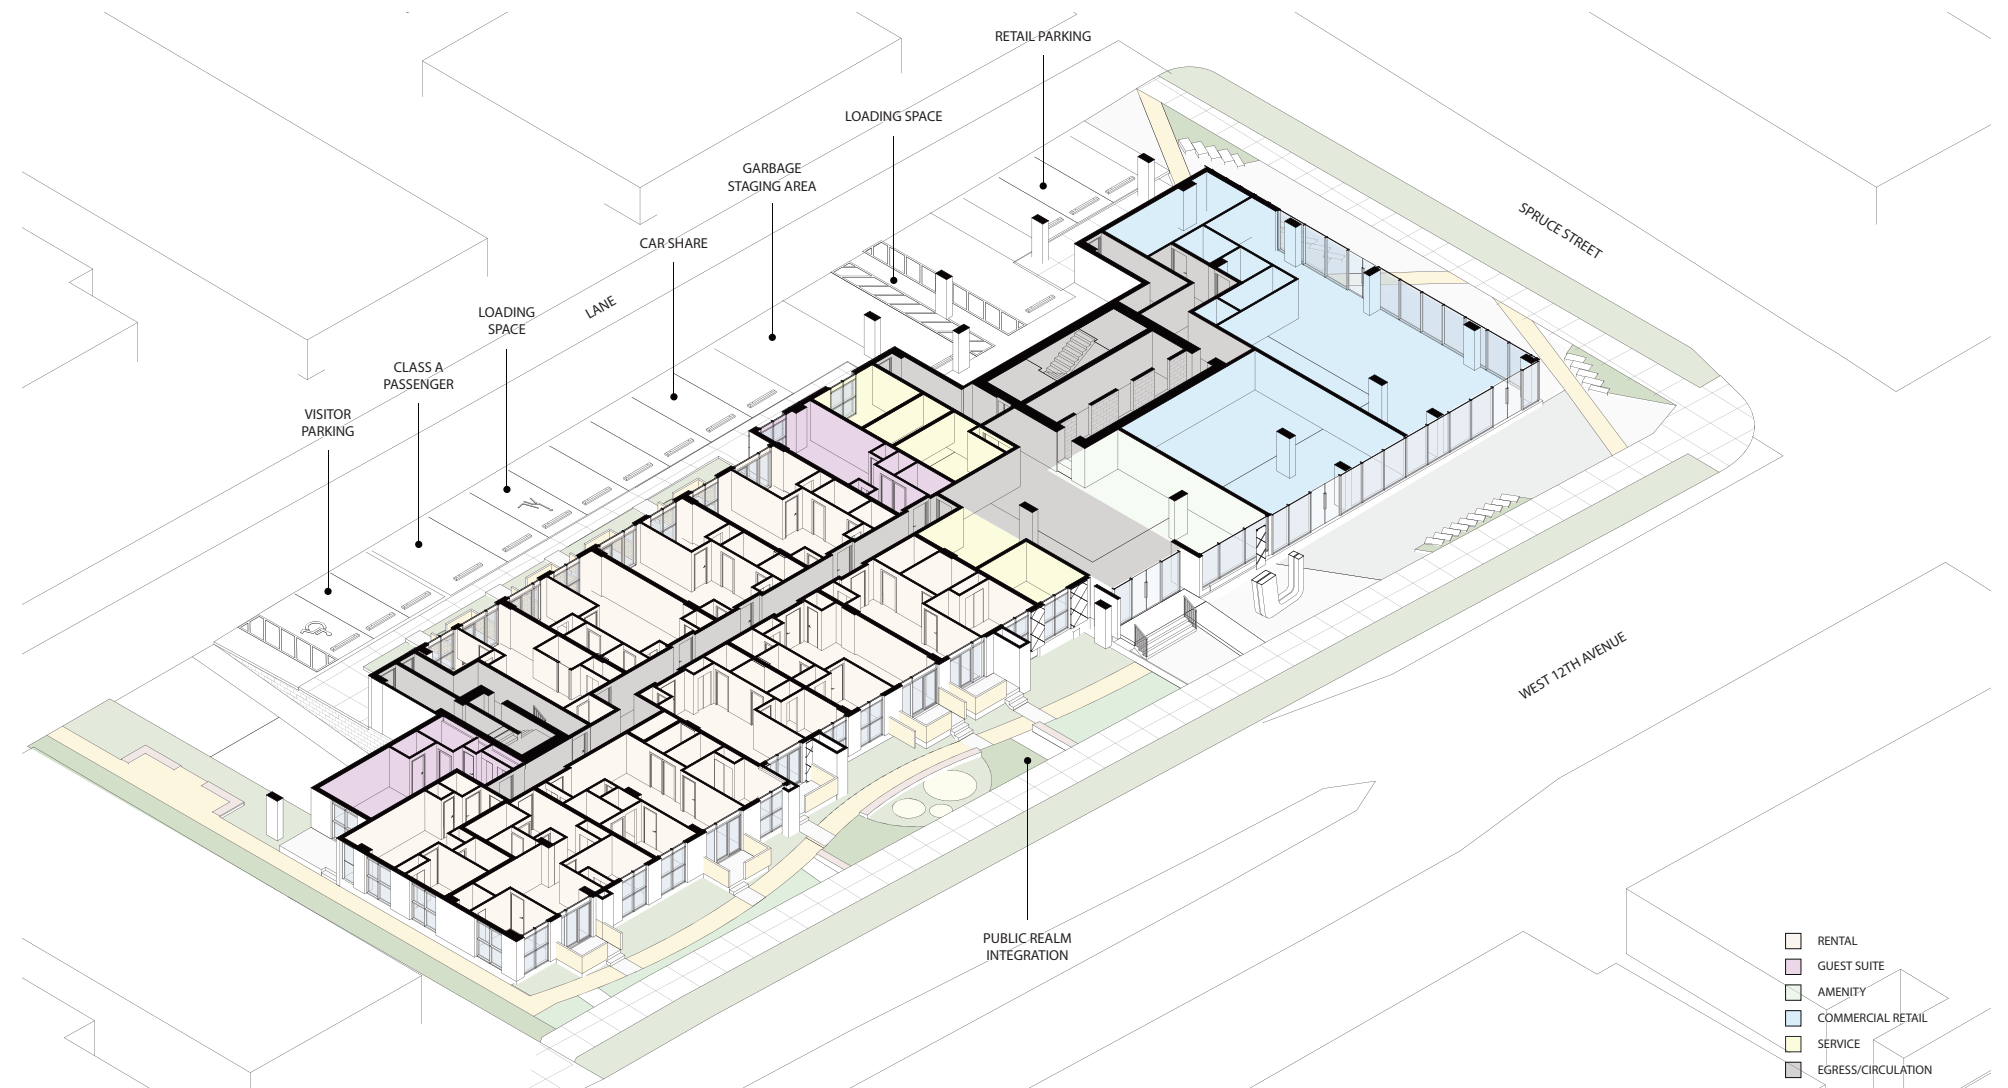 RETAIL PARKING
LOADING SPACE
GARBAGE
STAGING AREA
CAR SHARE
LOADING
SPACE
CLASS A
PASSENGER
VISITOR
PARKING
LANE
SPRUCE STREET
WEST 12TH AVENUE
PUBLIC REALM
INTEGRATION
RENTAL
GUEST SUITE
AMENITY
COMMERCIAL RETAIL
SERVICE
EGRESS/CIRCULATION